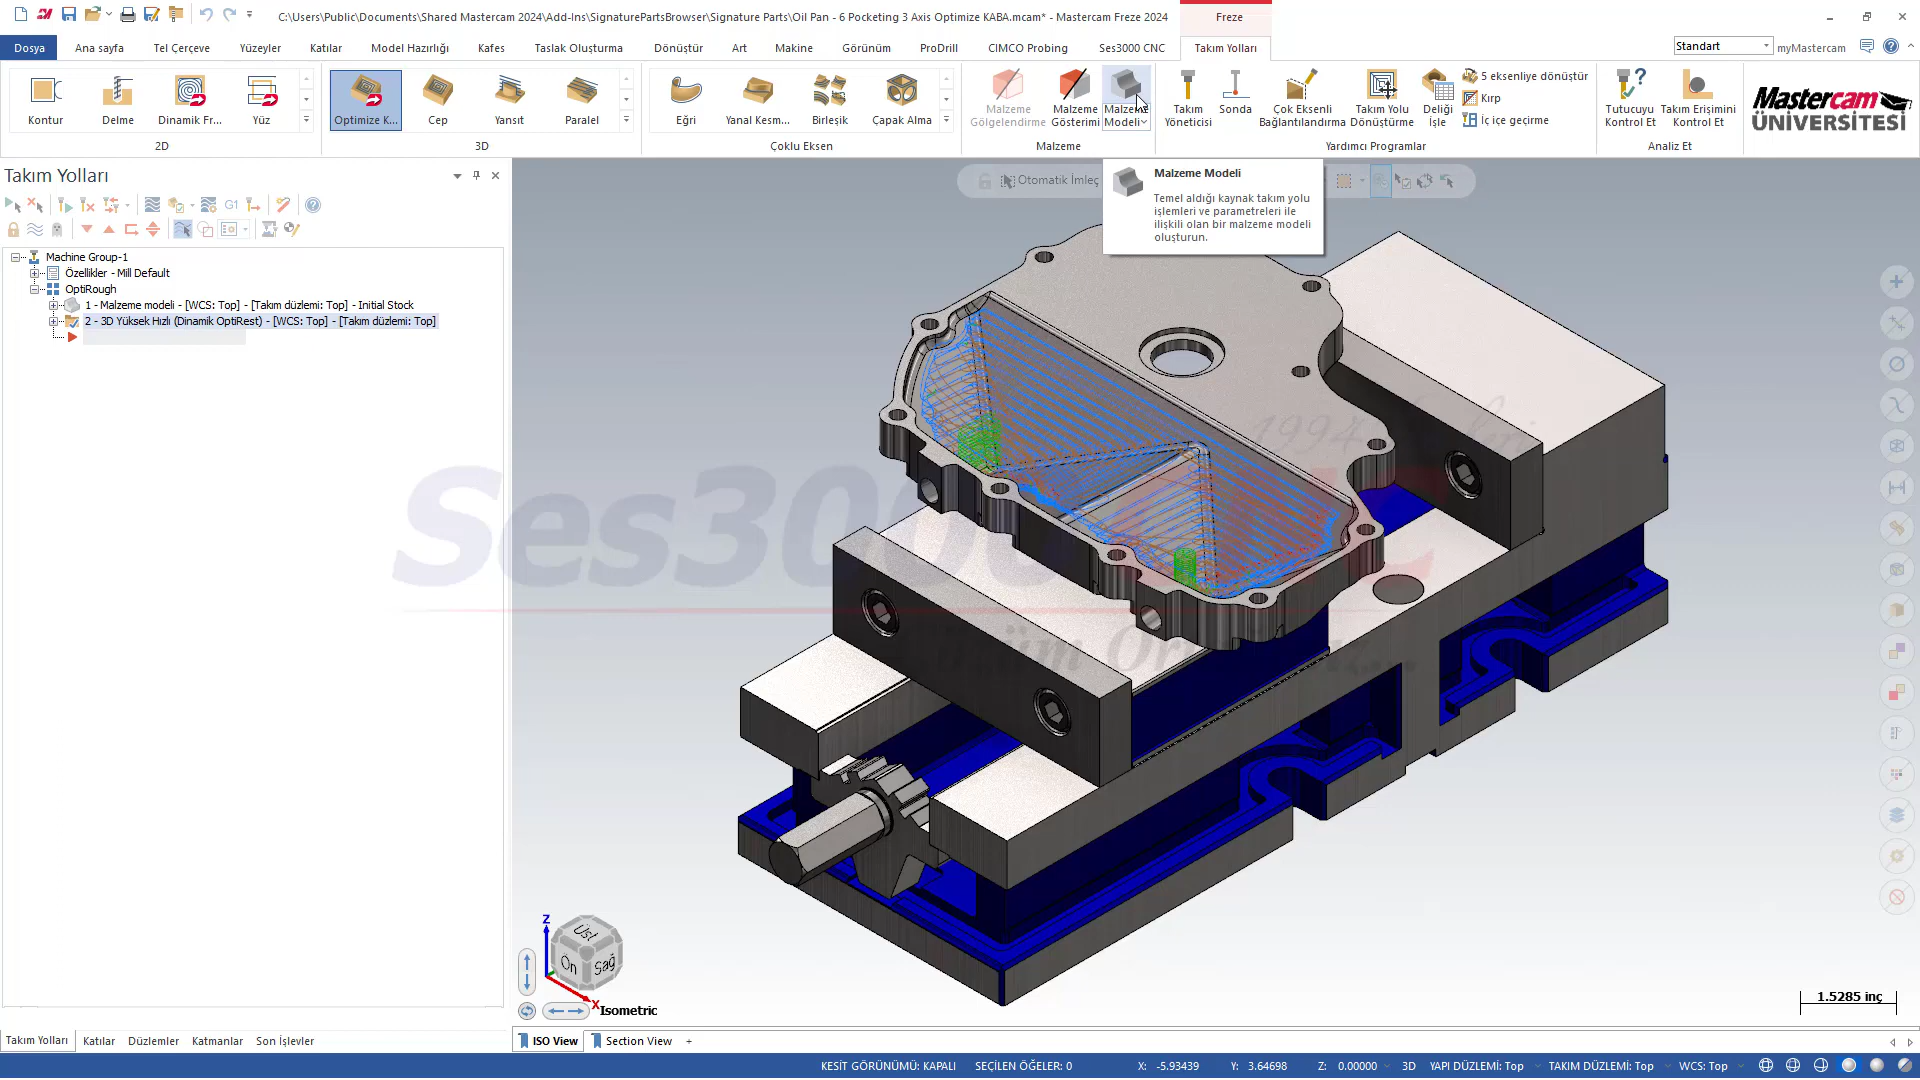 C:\Users\Public\Documents\Shared Mastercam 2024\Add-Ins\SignaturePartsBrowser\Signature Parts\Oil Pan - 6 Pocketing 3 Axis Optimize KABA.mcam* - Mastercam Freze 2024
Freze
Dosya
Ana sayfa
Tel Çerçeve
Yüzeyler
Katılar
Model Hazırlığı
Kafes
Taslak Oluşturma
Dönüştür
Art
Makine
Görünüm
ProDrill
CIMCO Probing
Ses3000 CNC
Takım Yolları
Standart
myMastercam
Kontur
Delme
Dinamik Fr...
Yüz
2D
Optimize K...
Cep
Yansıt
Paralel
3D
Eğri
Yanal Kesm...
Birleşik
Çapak Alma
Çoklu Eksen
Malzeme Gölgelendirme
Malzeme Gösterimi
Malzeme Modeli
Malzeme
Takım Yöneticisi
Sonda
Çok Eksenli Bağlantılandırma
Takım Yolu Dönüştürme
Deliği İşle
5 eksenliye dönüştür
Kırp
İç içe geçirme
Yardımcı Programlar
Tutucuyu Kontrol Et
Takım Erişimini Kontrol Et
Analiz Et
Mastercam
ÜNİVERSİTESİ
Takım Yolları
G1
Otomatik İmleç
Malzeme Modeli
Temel aldığı kaynak takım yolu
işlemleri ve parametreleri ile
ilişkili olan bir malzeme modeli
oluşturun.
Machine Group-1
Özellikler - Mill Default
OptiRough
1 - Malzeme modeli - [WCS: Top] - [Takım düzlemi: Top] - Initial Stock
2 - 3D Yüksek Hızlı (Dinamik OptiRest) - [WCS: Top] - [Takım düzlemi: Top]
Ses3000
Z
Üst
Ön
Sağ
X
Isometric
1.5285 inç
Takım Yolları
Katılar
Düzlemler
Katmanlar
Son İşlevler
ISO View
Section View
+
KESİT GÖRÜNÜMÜ: KAPALI
SEÇİLEN ÖĞELER: 0
X: -5.93439
Y: 3.64698
Z: 0.00000
3D
YAPI DÜZLEMİ: Top
TAKIM DÜZLEMİ: Top
WCS: Top